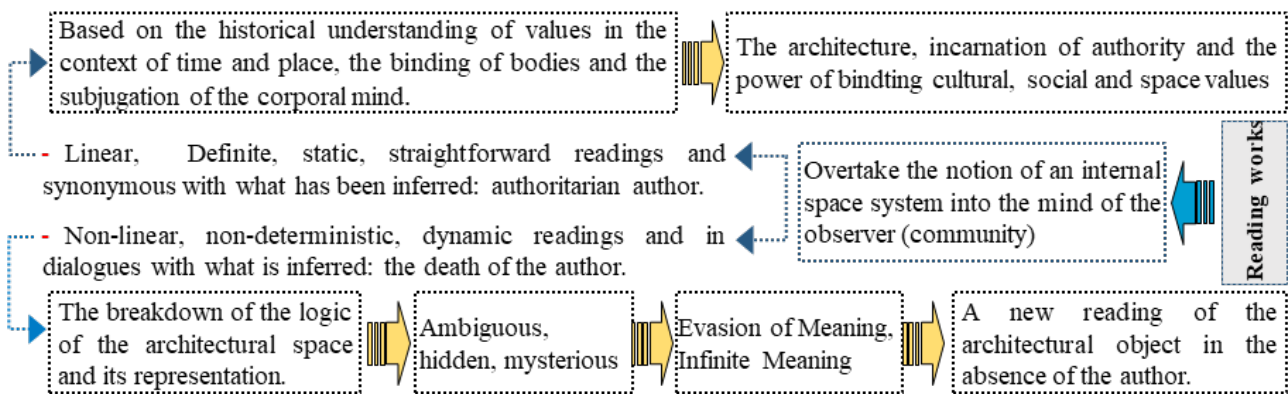 Based on the historical understanding of values in the
context of time and place, the binding of bodies and the
subjugation of the corporal mind.
The architecture, incarnation of authority and the
power of bindting cultural, social and space values
Reading works
Overtake the notion of an internal
space system into the mind of the
observer (community)
- Linear, Definite, static, straightforward readings and
synonymous with what has been inferred: authoritarian author.
- Non-linear, non-deterministic, dynamic readings and in
dialogues with what is inferred: the death of the author.
The breakdown of the logic
of the architectural space
and its representation.
Ambiguous,
hidden, mysterious
Evasion of Meaning,
Infinite Meaning
A new reading of the
architectural object in the
absence of the author.